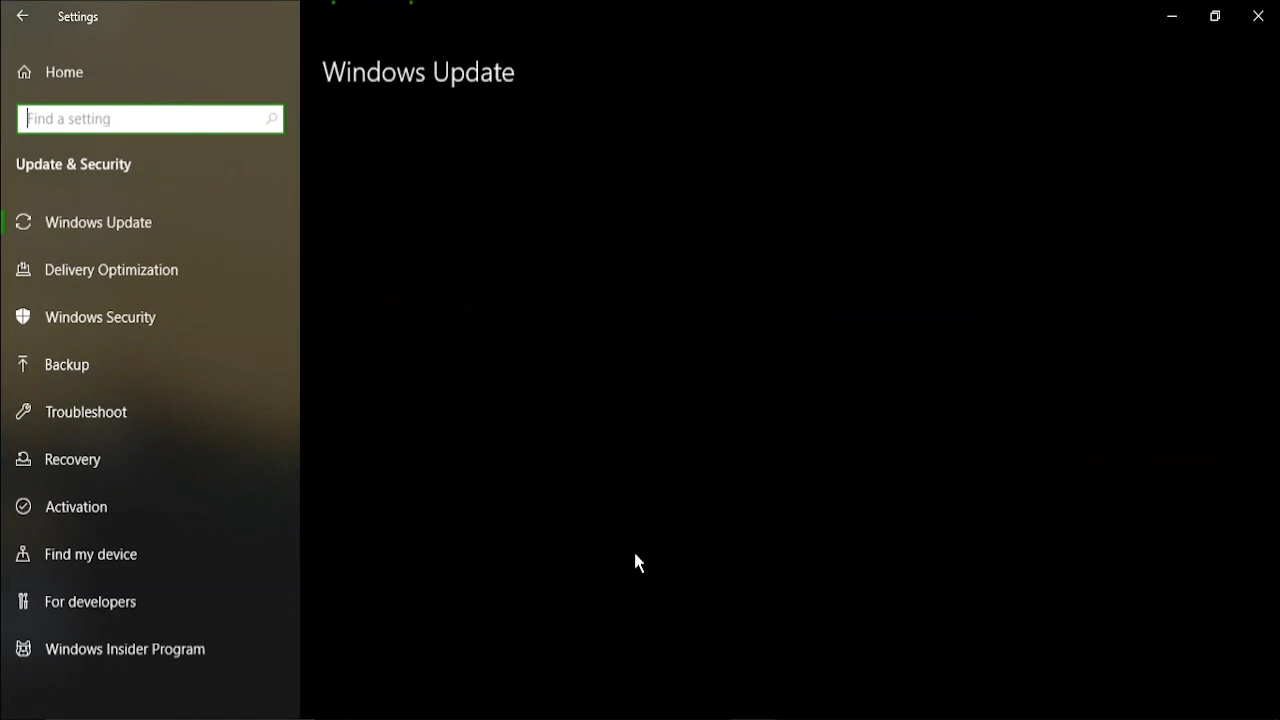 Settings
Home
Find a setting
Update & Security
Windows Update
Delivery Optimization
Windows Security
Backup
Troubleshoot
Recovery
Activation
Find my device
For developers
Windows Insider Program
Windows Update